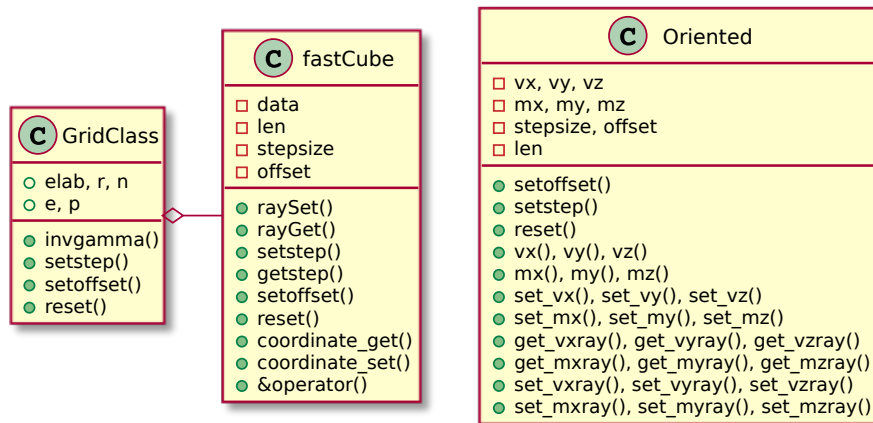 C GridClass
elab, r, n
e, p
invgamma()
setstep()
setoffset()
reset()
C fastCube
data
len
stepsize
offset
raySet()
rayGet()
setstep()
getstep()
setoffset()
reset()
coordinate_get()
coordinate_set()
&operator()
C Oriented
vx, vy, vz
mx, my, mz
stepsize, offset
len
setoffset()
setstep()
reset()
vx(), vy(), vz()
mx(), my(), mz()
set_vx(), set_vy(), set_vz()
set_mx(), set_my(), set_mz()
get_vxray(), get_vyray(), get_vzray()
get_mxray(), get_myray(), get_mzray()
set_vxray(), set_vyray(), set_vzray()
set_mxray(), set_myray(), set_mzray()